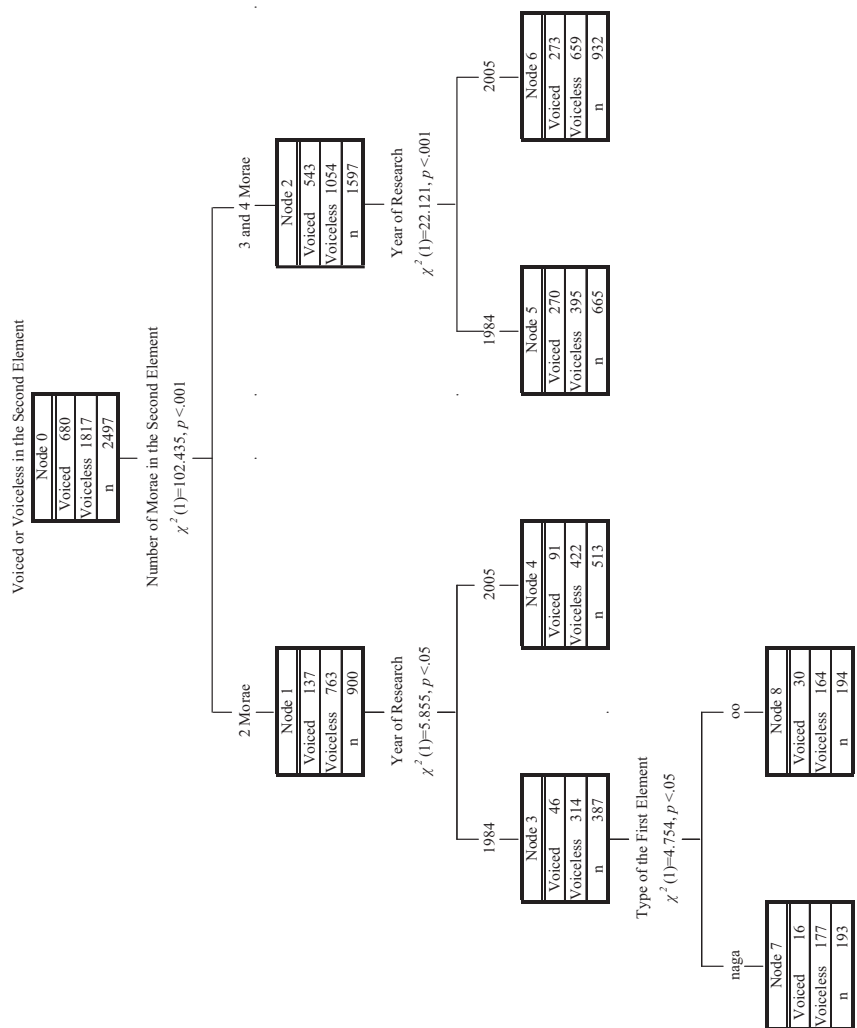 Voiced or Voiceless in the Second Element
Node 0
Voiced 680
Voiceless 1817
n 2497
Number of Morae in the Second Element
χ² (1)=102.435, p <.001
2 Morae
Node 1
Voiced 137
Voiceless 763
n 900
3 and 4 Morae
Node 2
Voiced 543
Voiceless 1054
n 1597
Year of Research
χ² (1)=5.855, p <.05
Year of Research
χ² (1)=22.121, p <.001
1984
Node 3
Voiced 46
Voiceless 314
n 387
2005
Node 4
Voiced 91
Voiceless 422
n 513
1984
Node 5
Voiced 270
Voiceless 395
n 665
2005
Node 6
Voiced 273
Voiceless 659
n 932
Type of the First Element
χ² (1)=4.754, p <.05
naga
Node 7
Voiced 16
Voiceless 177
n 193
oo
Node 8
Voiced 30
Voiceless 164
n 194